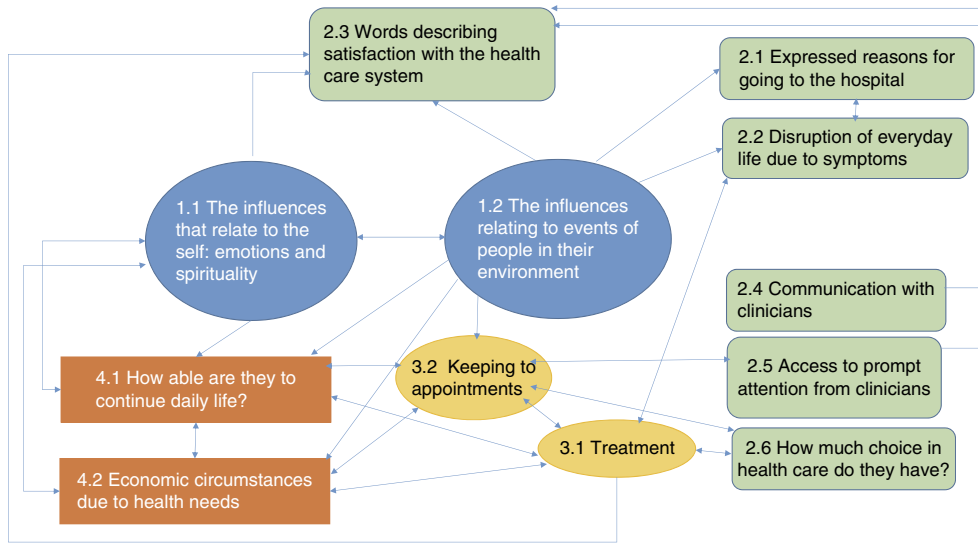 2.3 Words describing
satisfaction with the health
care system
2.1 Expressed reasons for
going to the hospital
2.2 Disruption of everyday
life due to symptoms
1.1 The influences
that relate to the
self: emotions and
spirituality
1.2 The influences
relating to events of
people in their
environment
2.4 Communication with
clinicians
2.5 Access to prompt
attention from clinicians
4.1 How able are they to
continue daily life?
3.2 Keeping to
appointments
3.1 Treatment
2.6 How much choice in
health care do they have?
4.2 Economic circumstances
due to health needs